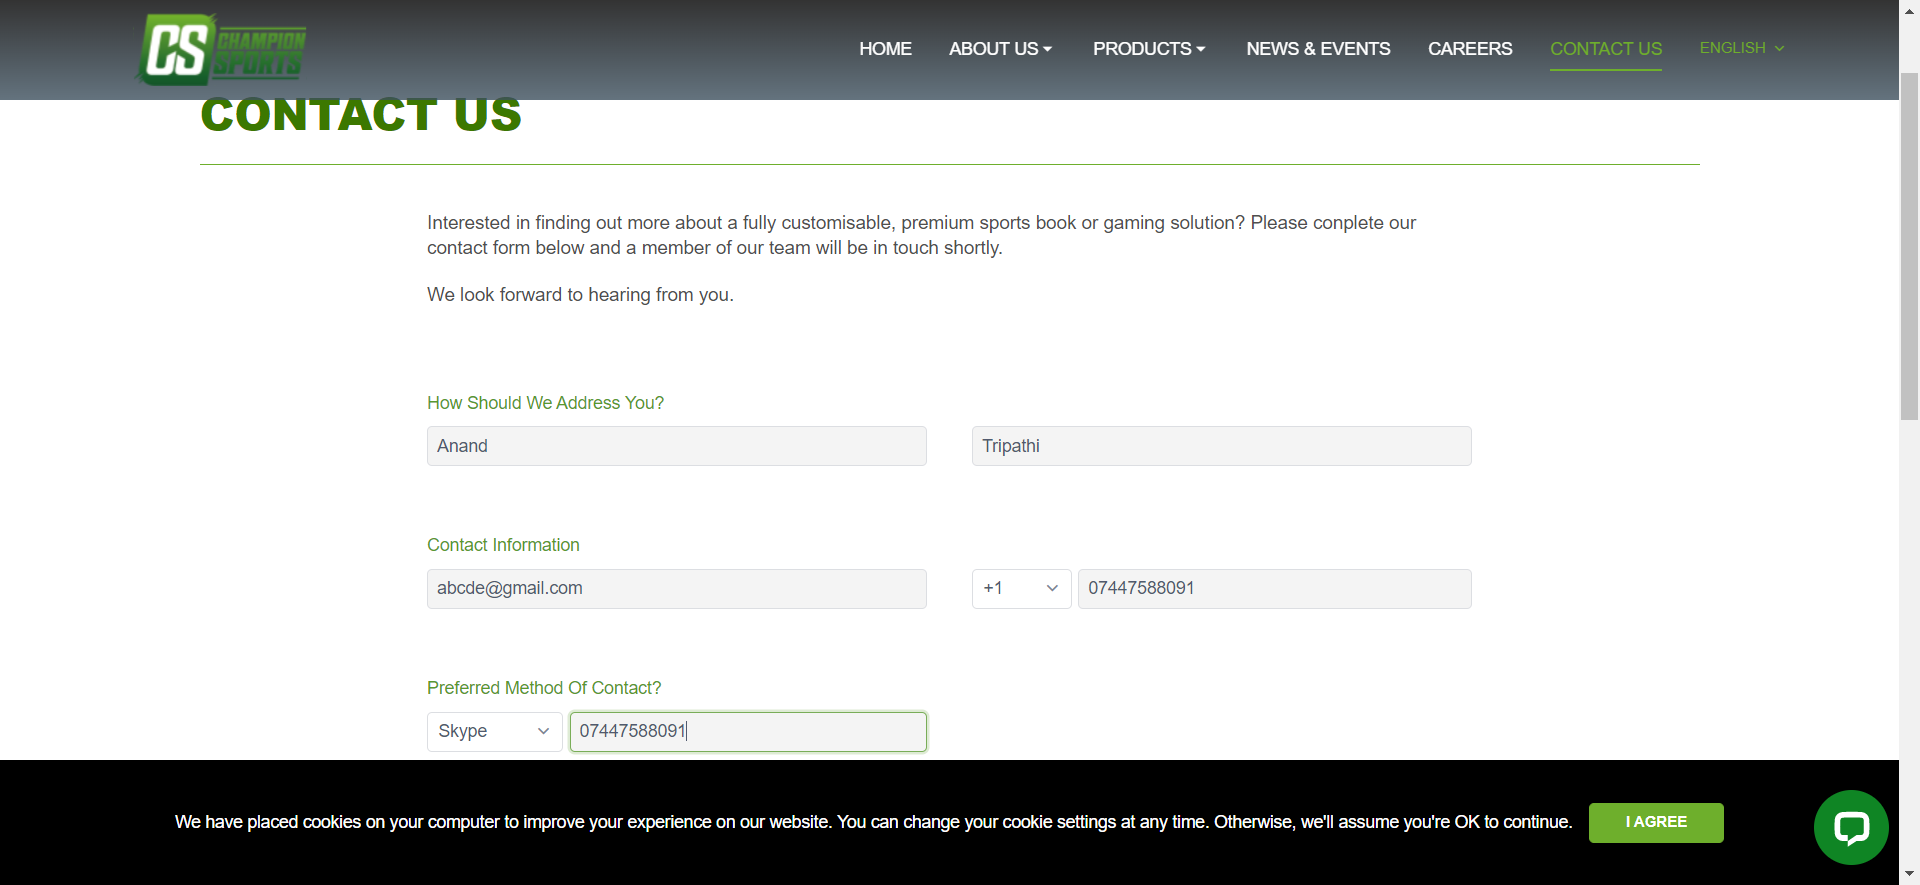 CS CHAMPION SPORTS
HOME ABOUT US PRODUCTS NEWS & EVENTS CAREERS CONTACT US ENGLISH
CONTACT US
Interested in finding out more about a fully customisable, premium sports book or gaming solution? Please conplete our
contact form below and a member of our team will be in touch shortly.
We look forward to hearing from you.
How Should We Address You?
Anand Tripathi
Contact Information
abcde@gmail.com +1 07447588091
Preferred Method Of Contact?
Skype 07447588091
We have placed cookies on your computer to improve your experience on our website. You can change your cookie settings at any time. Otherwise, we'll assume you're OK to continue. I AGREE